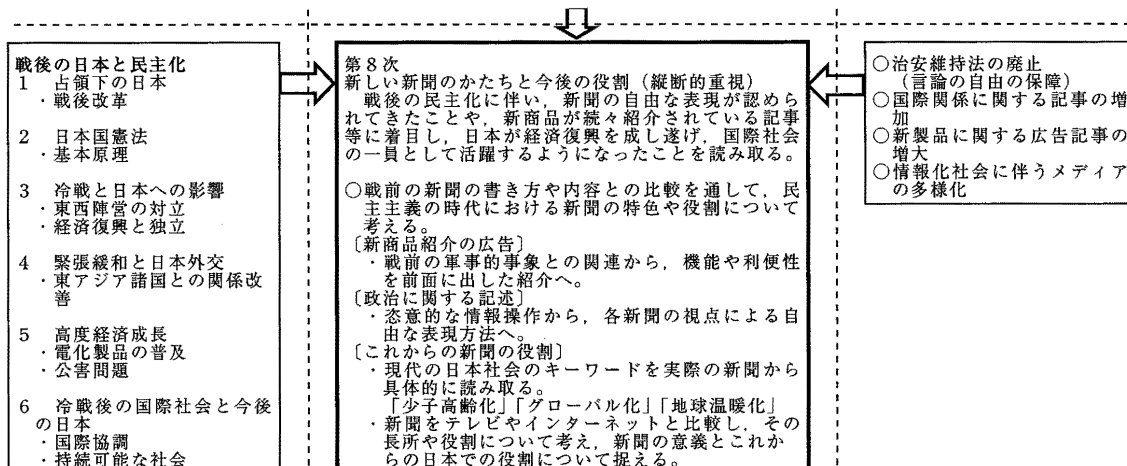 戦後の日本と民主化
1 占領下の日本
・戦後改革
2 日本国憲法
・基本原理
3 冷戦と日本への影響
・東西陣営の対立
・経済復興と独立
4 緊張緩和と日本外交
・東アジア諸国との関係改
善
5 高度経済成長
・電化製品の普及
・公害問題
6 冷戦後の国際社会と今後
の日本
・国際協調
・持続可能な社会
第8次
新しい新聞のかたちと今後の役割（縦断的重視）
戦後の民主化に伴い，新聞の自由な表現が認めら
れてきたことや，新商品が続々紹介されている記事
等に着目し，日本が経済復興を成し遂げ，国際社会
の一員として活躍するようになったことを読み取る。
○戦前の新聞の書き方や内容との比較を通して，民
主主義の時代における新聞の特色や役割について
考える。
〔新商品紹介の広告〕
・戦前の軍事的事象との関連から，機能や利便性
を前面に出した紹介へ。
〔政治に関する記述〕
・恣意的な情報操作から，各新聞の視点による自
由な表現方法へ。
〔これからの新聞の役割〕
・現代の日本社会のキーワードを実際の新聞から
具体的に読み取る。
「少子高齢化」「グローバル化」「地球温暖化」
・新聞をテレビやインターネットと比較し，その
長所や役割について考え，新聞の意義とこれか
らの日本での役割について捉える。
○治安維持法の廃止
（言論の自由の保障）
○国際関係に関する記事の増
加
○新製品に関する広告記事の
増大
○情報化社会に伴うメディア
の多様化